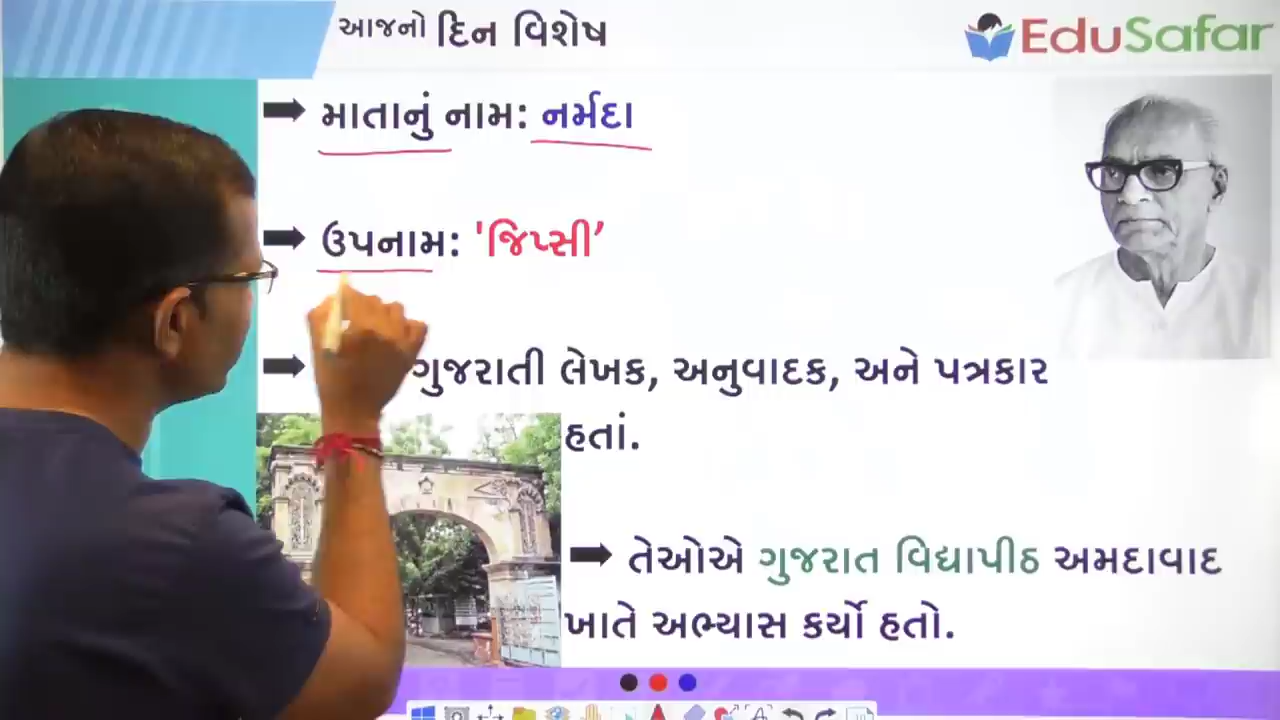 આજનો દિન વિશેષ
EduSafar
માતાનું નામ: નર્મદા
ઉપનામ: 'જિપ્સી’
ગુજરાતી લેખક, અનુવાદક, અને પત્રકાર
હતાં.
તેઓએ ગુજરાત વિદ્યાપીઠ અમદાવાદ
ખાતે અભ્યાસ કર્યો હતો.